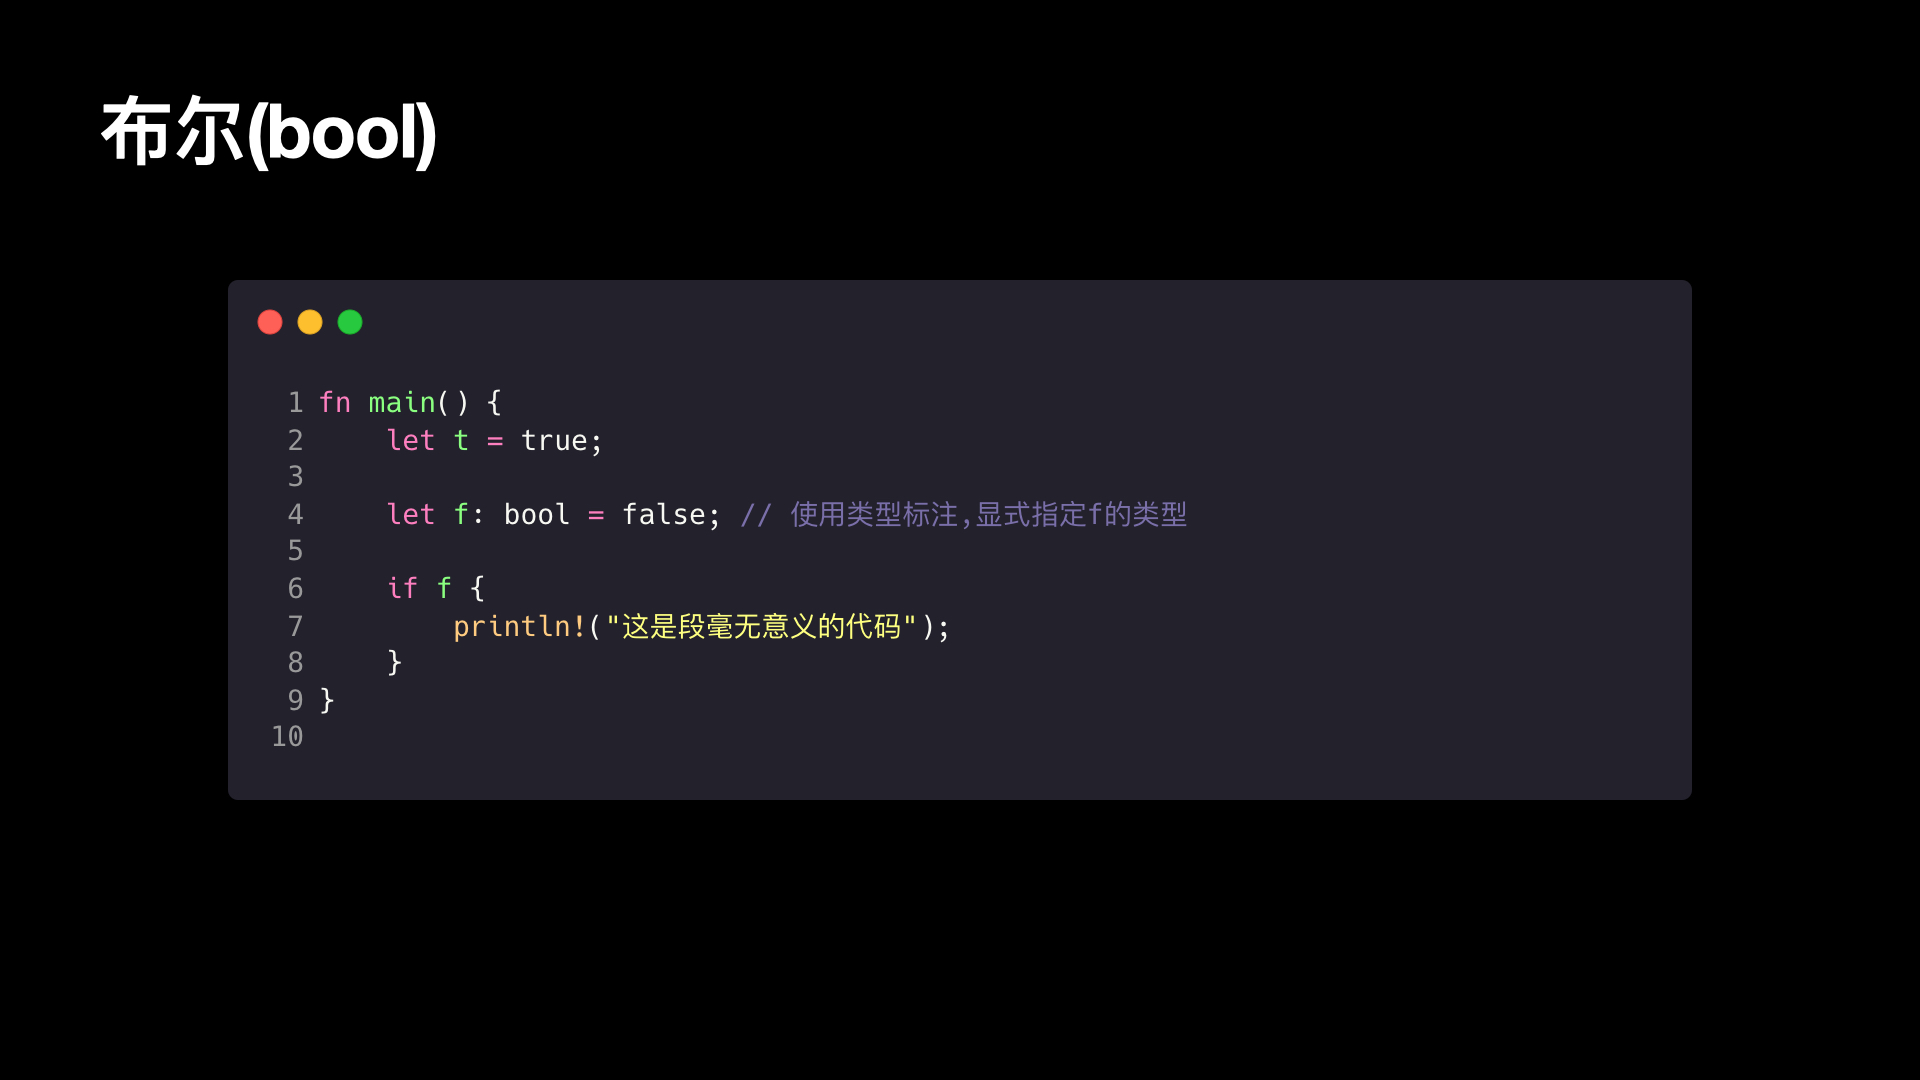 布尔(bool)
1 fn main() {
2     let t = true;
3
4     let f: bool = false; // 使用类型标注,显式指定f的类型
5
6     if f {
7         println!("这是段毫无意义的代码");
8     }
9 }
10